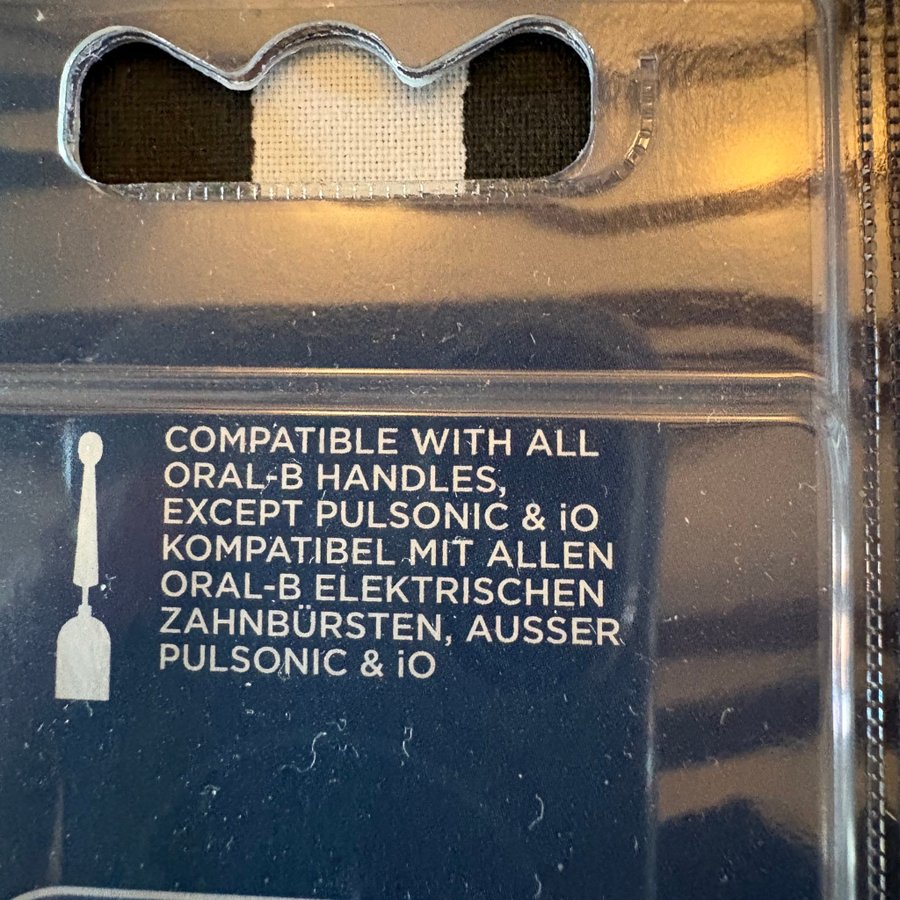 COMPATIBLE WITH ALL
ORAL-B HANDLES,
EXCEPT PULSONIC & iO
KOMPATIBEL MIT ALLEN
ORAL-B ELEKTRISCHEN
ZAHNBÜRSTEN, AUSSER
PULSONIC & iO